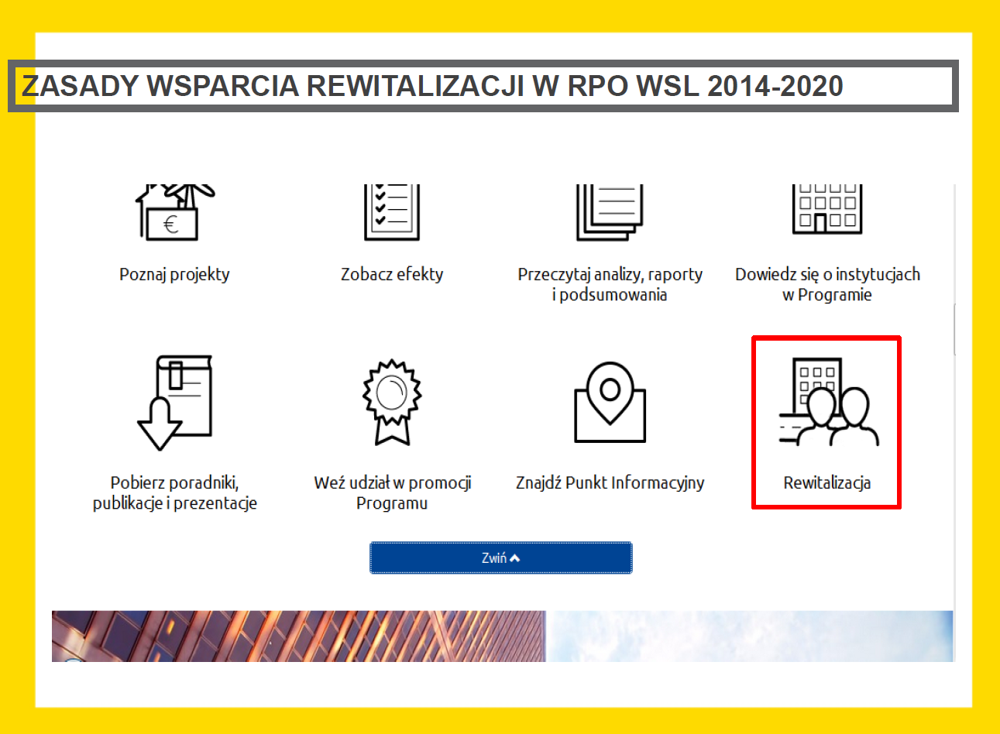 ZASADY WSPARCIA REWITALIZACJI W RPO WSL 2014-2020
€
Poznaj projekty
Zobacz efekty
Przeczytaj analizy, raporty
i podsumowania
Dowiedz się o instytucjach
w Programie
Pobierz poradniki,
publikacje i prezentacje
Weź udział w promocji
Programu
Znajdź Punkt Informacyjny
Rewitalizacja
Zwiń